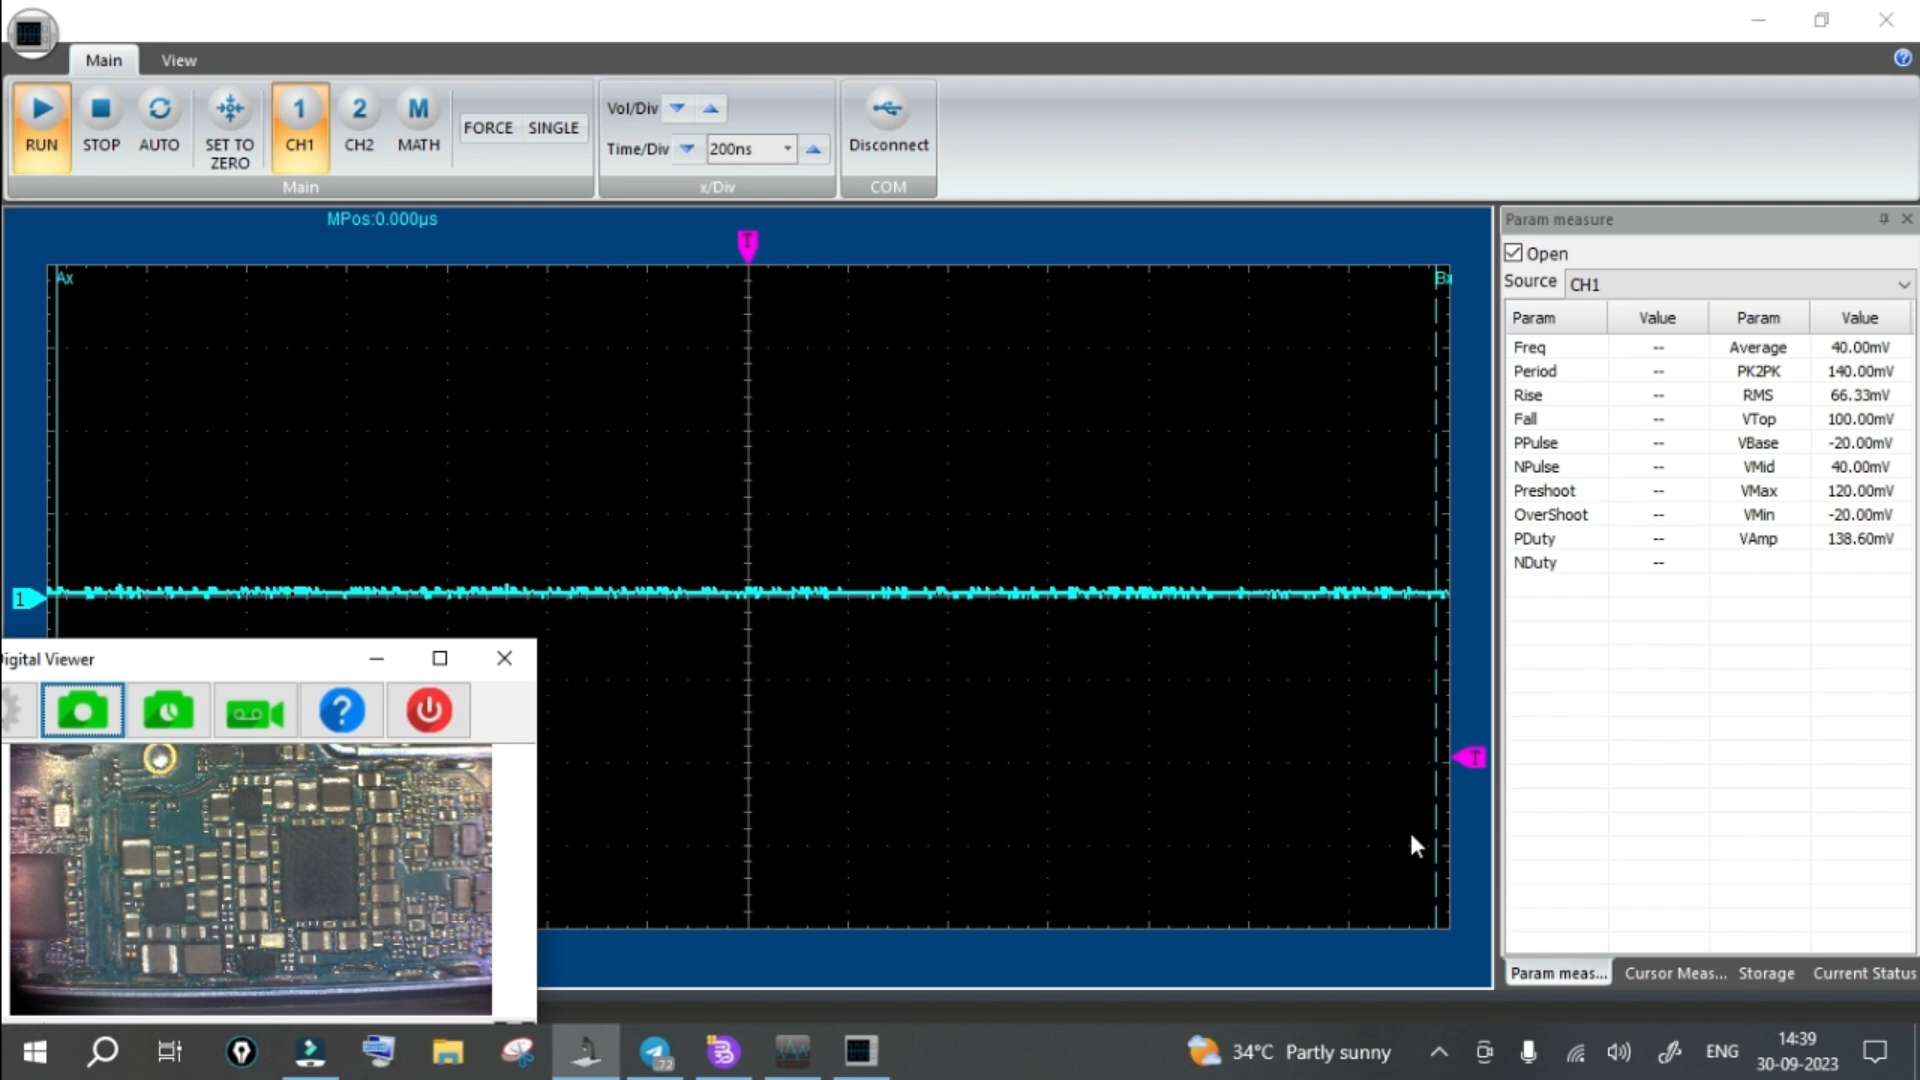 Main View
RUN STOP AUTO SET TO ZERO 1 CH1 2 CH2 M MATH FORCE SINGLE
Vol/Div
Time/Div 200ns
Disconnect
Main x/Div COM
MPos:0.000µs
T
Ax
Bx
1
T
Param measure
Open
Source CH1
Param Value Param Value
Freq -- Average 40.00mV
Period -- PK2PK 140.00mV
Rise -- RMS 66.33mV
Fall -- VTop 100.00mV
PPulse -- VBase -20.00mV
NPulse -- VMid 40.00mV
Preshoot -- VMax 120.00mV
OverShoot -- VMin -20.00mV
PDuty -- VAmp 138.60mV
NDuty --
Param meas... Cursor Meas... Storage Current Status
igital Viewer
72
34°C Partly sunny
ENG
14:39
30-09-2023